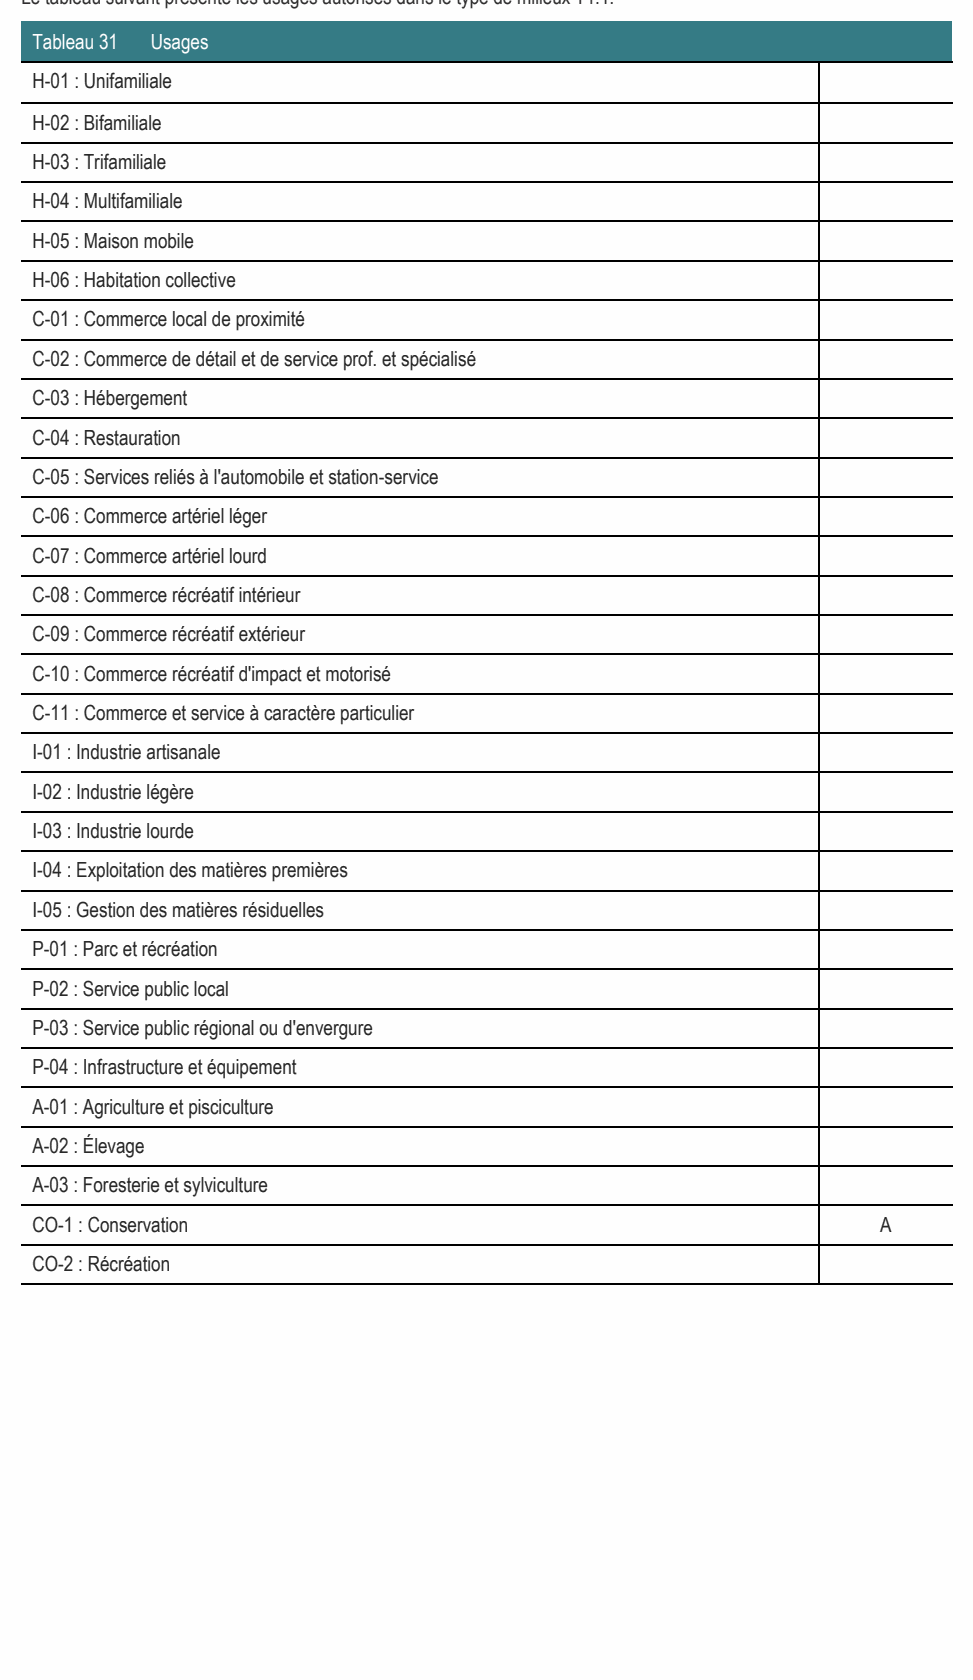 Le tableau suivant présente les usages autorisés dans le type de milieux T1.1.
Tableau 31 Usages
H-01 : Unifamiliale
H-02 : Bifamiliale
H-03 : Trifamiliale
H-04 : Multifamiliale
H-05 : Maison mobile
H-06 : Habitation collective
C-01 : Commerce local de proximité
C-02 : Commerce de détail et de service prof. et spécialisé
C-03 : Hébergement
C-04 : Restauration
C-05 : Services reliés à l'automobile et station-service
C-06 : Commerce artériel léger
C-07 : Commerce artériel lourd
C-08 : Commerce récréatif intérieur
C-09 : Commerce récréatif extérieur
C-10 : Commerce récréatif d'impact et motorisé
C-11 : Commerce et service à caractère particulier
I-01 : Industrie artisanale
I-02 : Industrie légère
I-03 : Industrie lourde
I-04 : Exploitation des matières premières
I-05 : Gestion des matières résiduelles
P-01 : Parc et récréation
P-02 : Service public local
P-03 : Service public régional ou d'envergure
P-04 : Infrastructure et équipement
A-01 : Agriculture et pisciculture
A-02 : Élevage
A-03 : Foresterie et sylviculture
CO-1 : Conservation A
CO-2 : Récréation